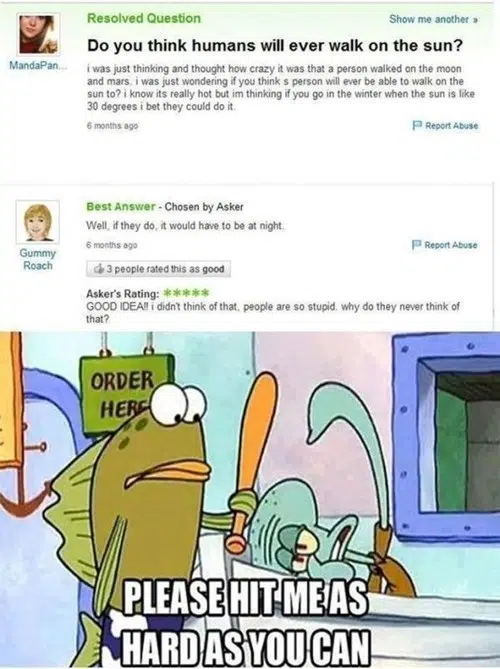 Resolved Question
Show me another »
Do you think humans will ever walk on the sun?
MandaPan...
i was just thinking and thought how crazy it was that a person walked on the moon
and mars. i was just wondering if you think s person will ever be able to walk on the
sun to? i know its really hot but im thinking if you go in the winter when the sun is like
30 degrees i bet they could do it.
6 months ago
Report Abuse
Best Answer - Chosen by Asker
Well, if they do, it would have to be at night.
6 months ago
Report Abuse
Gummy
Roach
3 people rated this as good
Asker's Rating: *****
GOOD IDEA!! i didn't think of that, people are so stupid. why do they never think of
that?
ORDER
HERE
PLEASE HIT ME AS
HARD AS YOU CAN